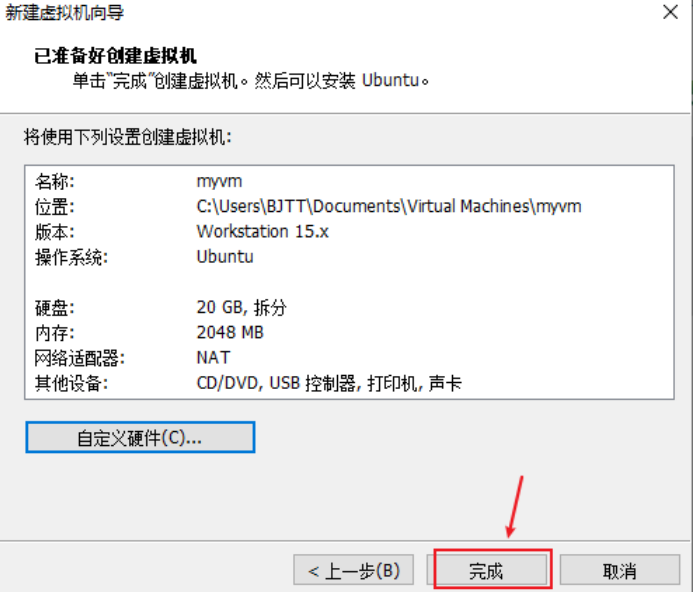 新建虚拟机向导
已准备好创建虚拟机
单击"完成"创建虚拟机。然后可以安装 Ubuntu。
将使用下列设置创建虚拟机:
名称: myvm
位置: C:\Users\BJTT\Documents\Virtual Machines\myvm
版本: Workstation 15.x
操作系统: Ubuntu
硬盘: 20 GB, 拆分
内存: 2048 MB
网络适配器: NAT
其他设备: CD/DVD, USB 控制器, 打印机, 声卡
自定义硬件(C)...
< 上一步(B) 完成 取消